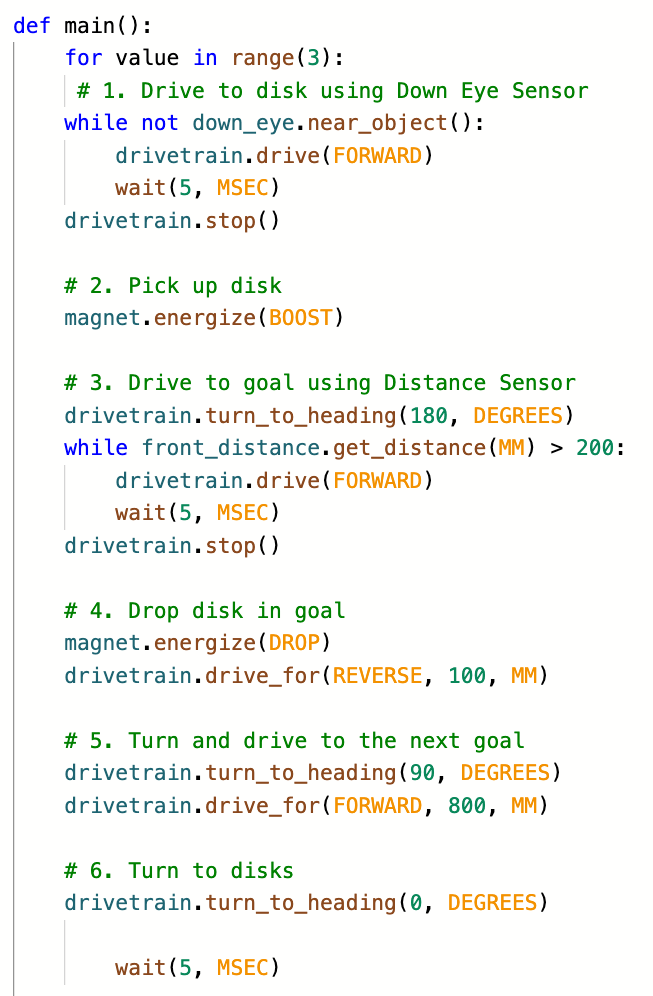 def main():
    for value in range(3):
     # 1. Drive to disk using Down Eye Sensor
    while not down_eye.near_object():
        drivetrain.drive(FORWARD)
        wait(5, MSEC)
    drivetrain.stop()

    # 2. Pick up disk
    magnet.energize(BOOST)

    # 3. Drive to goal using Distance Sensor
    drivetrain.turn_to_heading(180, DEGREES)
    while front_distance.get_distance(MM) > 200:
        drivetrain.drive(FORWARD)
        wait(5, MSEC)
    drivetrain.stop()

    # 4. Drop disk in goal
    magnet.energize(DROP)
    drivetrain.drive_for(REVERSE, 100, MM)

    # 5. Turn and drive to the next goal
    drivetrain.turn_to_heading(90, DEGREES)
    drivetrain.drive_for(FORWARD, 800, MM)

    # 6. Turn to disks
    drivetrain.turn_to_heading(0, DEGREES)

        wait(5, MSEC)